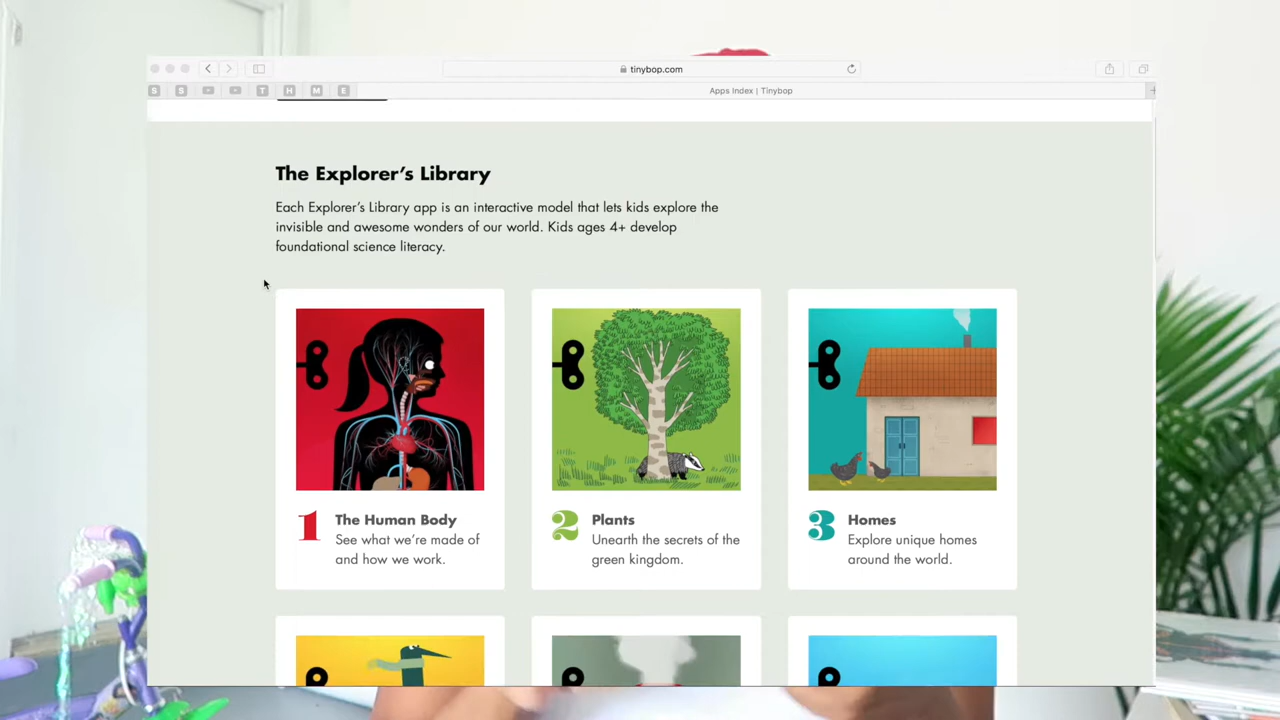 tinybop.com
S S T H M E
Apps Index | Tinybop
The Explorer's Library
Each Explorer's Library app is an interactive model that lets kids explore the
invisible and awesome wonders of our world. Kids ages 4+ develop
foundational science literacy.
1 The Human Body
See what we're made of
and how we work.
2 Plants
Unearth the secrets of the
green kingdom.
3 Homes
Explore unique homes
around the world.